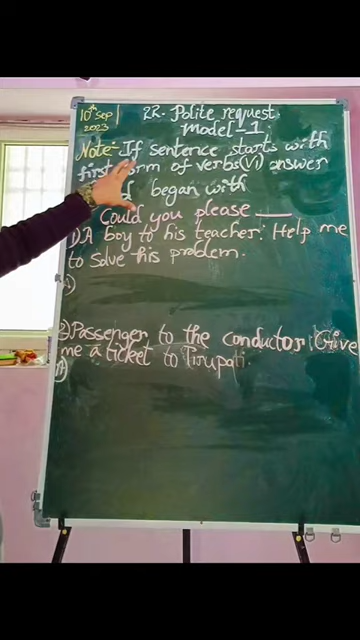 10th Sep
2023
22. Polite request.
Model-1.
Note:- If sentence starts with
first form of verbs(V1) answer
began with
Could you please ___
1) A boy to his teacher: Help me
to solve his problem.
A)
2) Passenger to the conductor: Give
me a ticket to Tirupati.
A)